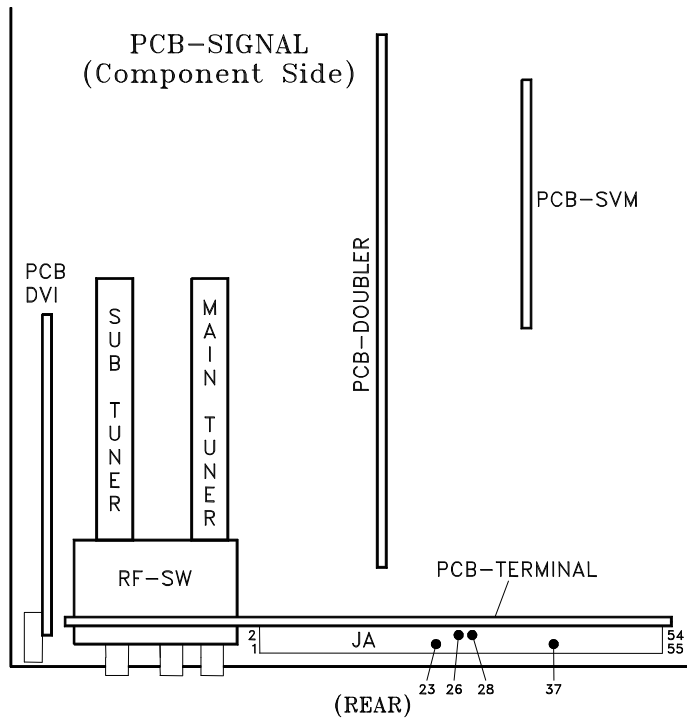 PCB-SIGNAL
(Component Side)
PCB-SVM
PCB-DOUBLER
PCB
DVI
SUB TUNER
MAIN TUNER
RF-SW
PCB-TERMINAL
2
1
JA
54
55
23 26 28 37
(REAR)